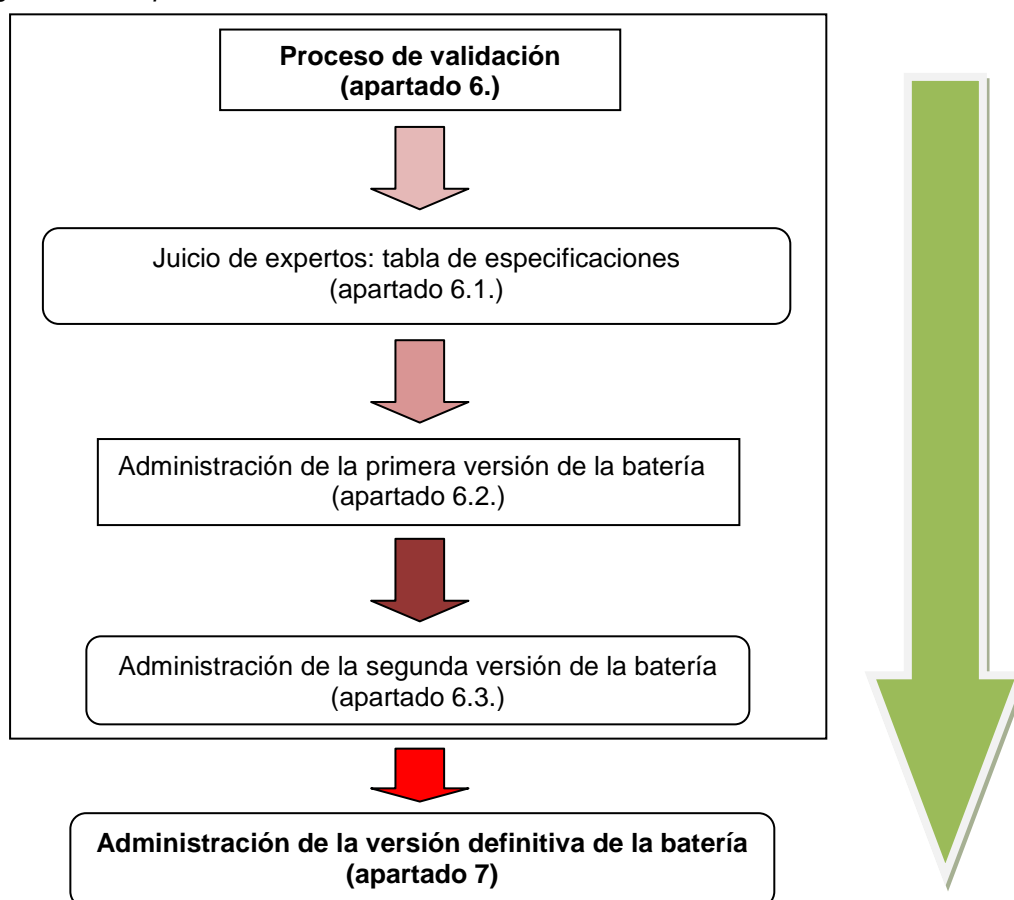 Proceso de validación
(apartado 6.)
Juicio de expertos: tabla de especificaciones
(apartado 6.1.)
Administración de la primera versión de la batería
(apartado 6.2.)
Administración de la segunda versión de la batería
(apartado 6.3.)
Administración de la versión definitiva de la batería
(apartado 7)